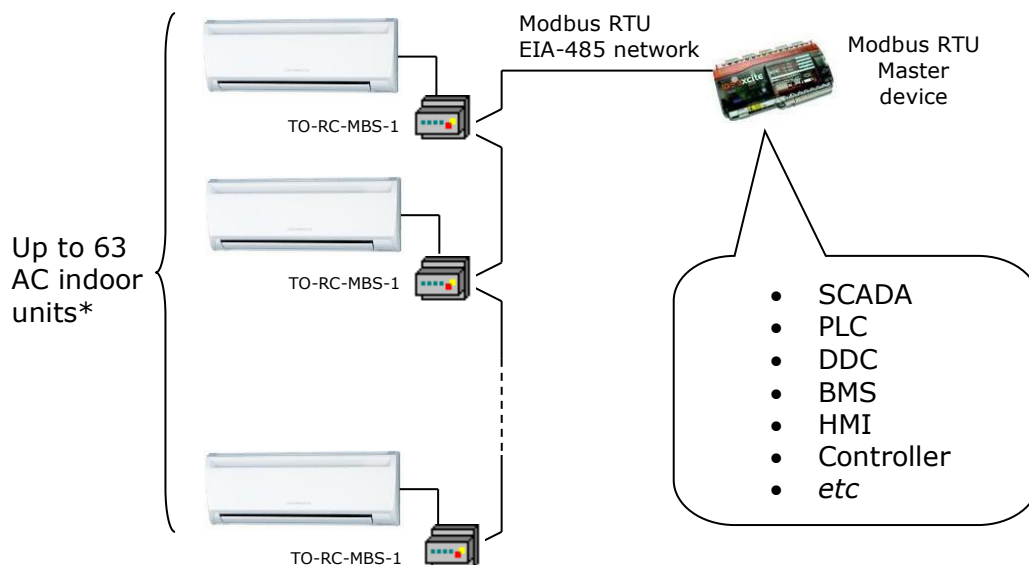 Modbus RTU
EIA-485 network
Modbus RTU
Master
device
TO-RC-MBS-1
Up to 63
AC indoor
units*
TO-RC-MBS-1
• SCADA
• PLC
• DDC
• BMS
• HMI
• Controller
• etc
TO-RC-MBS-1